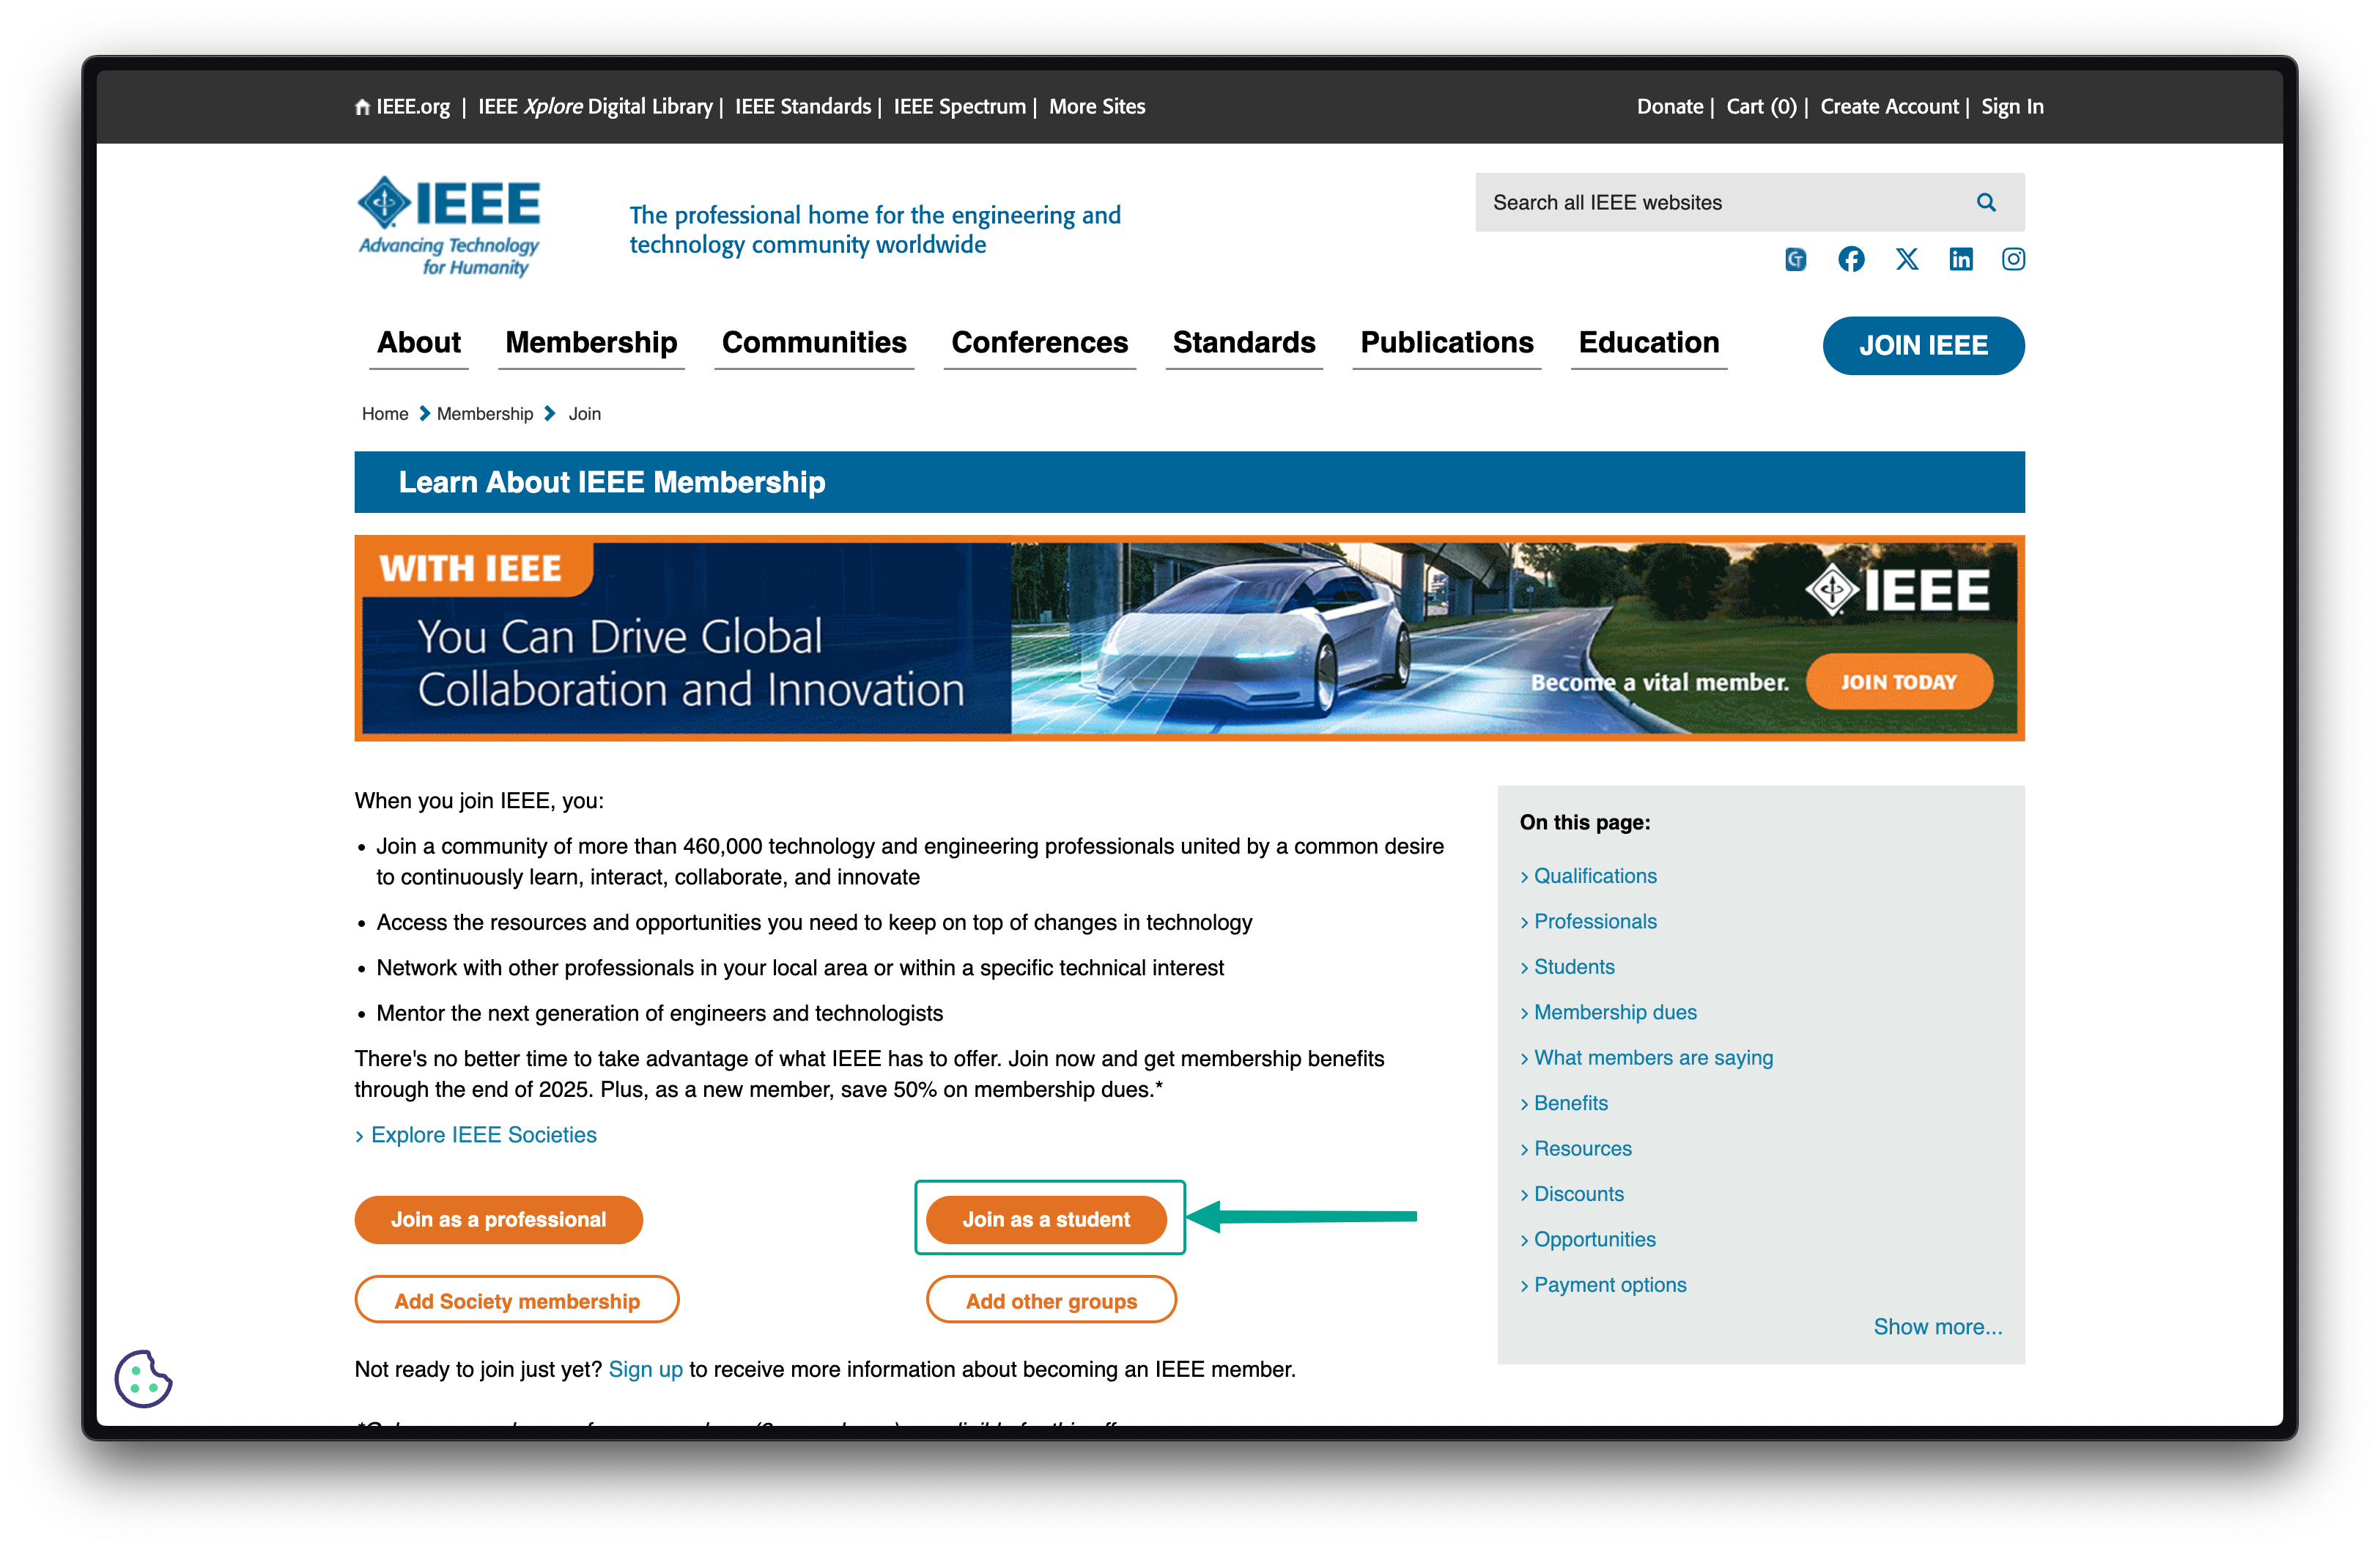 IEEE.org | IEEE Xplore Digital Library | IEEE Standards | IEEE Spectrum | More Sites
Donate | Cart (0) | Create Account | Sign In
IEEE
Advancing Technology
for Humanity
The professional home for the engineering and
technology community worldwide
Search all IEEE websites
About Membership Communities Conferences Standards Publications Education JOIN IEEE
Home Membership Join
Learn About IEEE Membership
WITH IEEE
You Can Drive Global
Collaboration and Innovation
IEEE
Become a vital member. JOIN TODAY
When you join IEEE, you:
• Join a community of more than 460,000 technology and engineering professionals united by a common desire
to continuously learn, interact, collaborate, and innovate
• Access the resources and opportunities you need to keep on top of changes in technology
• Network with other professionals in your local area or within a specific technical interest
• Mentor the next generation of engineers and technologists
There's no better time to take advantage of what IEEE has to offer. Join now and get membership benefits
through the end of 2025. Plus, as a new member, save 50% on membership dues.*
› Explore IEEE Societies
Join as a professional
Join as a student
Add Society membership
Add other groups
Not ready to join just yet? Sign up to receive more information about becoming an IEEE member.
On this page:
› Qualifications
› Professionals
› Students
› Membership dues
› What members are saying
› Benefits
› Resources
› Discounts
› Opportunities
› Payment options
Show more...